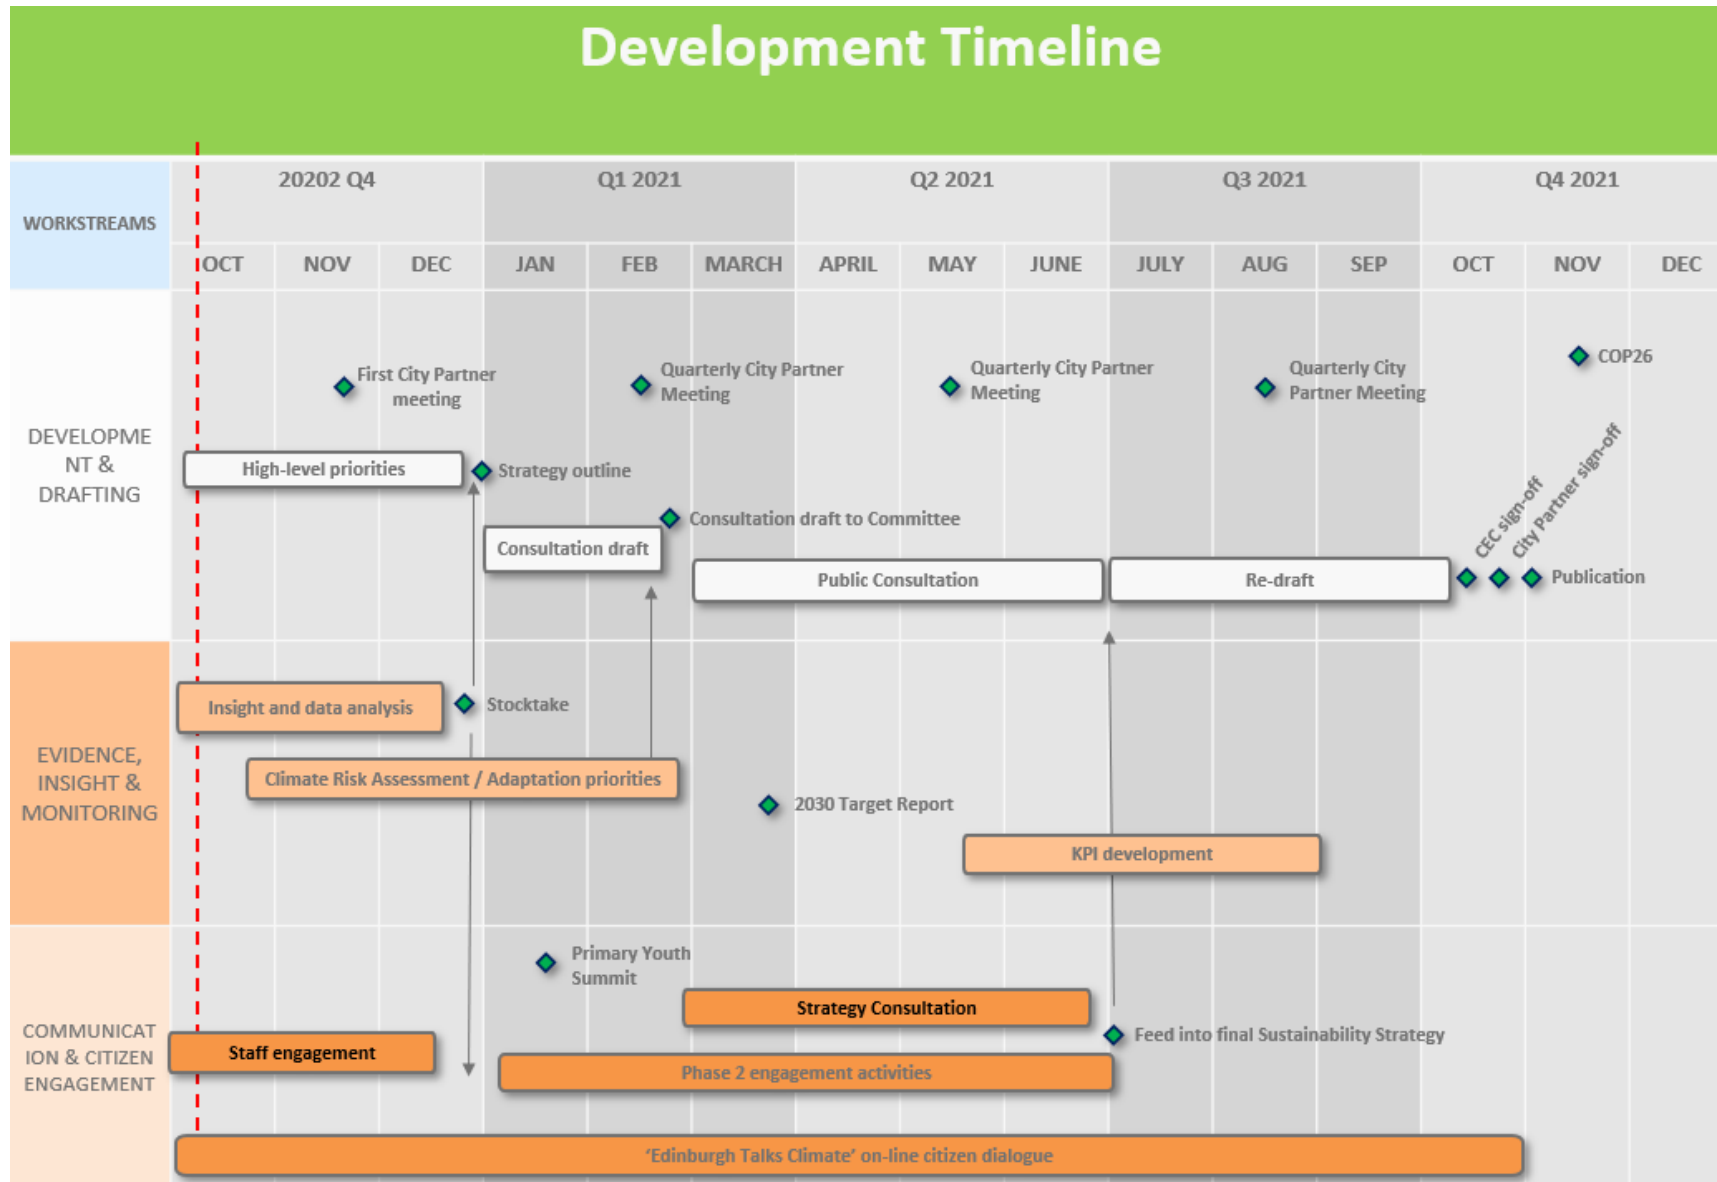 Development Timeline
20202 Q4
Q1 2021
Q2 2021
Q3 2021
Q4 2021
WORKSTREAMS
OCT
NOV
DEC
JAN
FEB
MARCH
APRIL
MAY
JUNE
JULY
AUG
SEP
OCT
NOV
DEC
DEVELOPME
NT &
DRAFTING
First City Partner
meeting
Quarterly City Partner
Meeting
Quarterly City Partner
Meeting
Quarterly City
Partner Meeting
COP26
High-level priorities
Strategy outline
Consultation draft to Committee
Consultation draft
Public Consultation
Re-draft
CEC sign-off
City Partner sign-off
Publication
EVIDENCE,
INSIGHT &
MONITORING
Insight and data analysis
Stocktake
Climate Risk Assessment / Adaptation priorities
2030 Target Report
KPI development
COMMUNICAT
ION & CITIZEN
ENGAGEMENT
Primary Youth
Summit
Strategy Consultation
Staff engagement
Feed into final Sustainability Strategy
Phase 2 engagement activities
‘Edinburgh Talks Climate’ on-line citizen dialogue